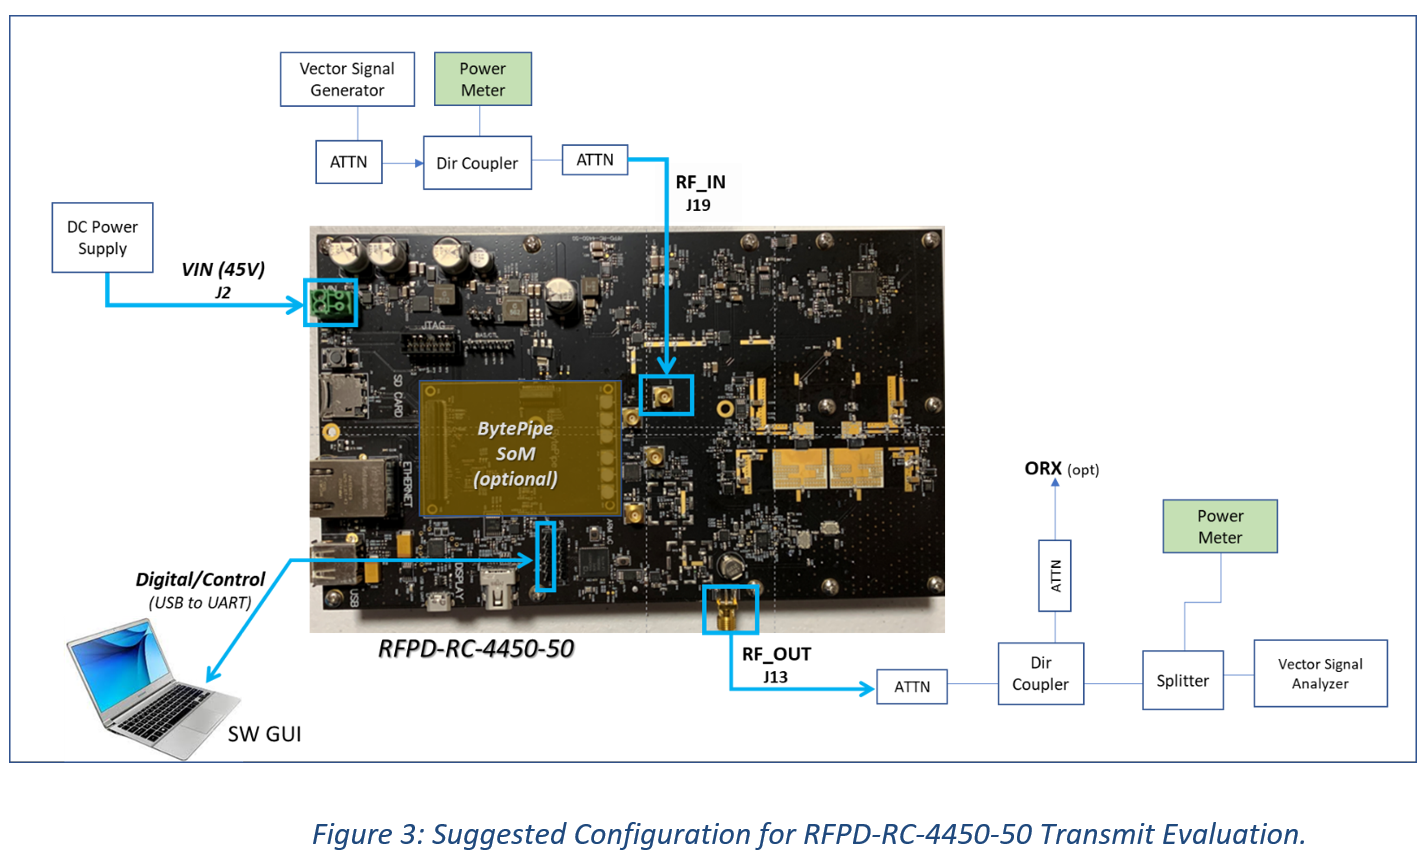 Vector Signal
Generator
Power
Meter
ATTN
Dir Coupler
ATTN
RF_IN
J19
DC Power
Supply
VIN (45V)
J2
VIN
JTAG
SD CARD
BytePipe
SoM
(optional)
ETHERNET
DISPLAY
USB
Digital/Control
(USB to UART)
SW GUI
RFPD-RC-4450-50
RF_OUT
J13
ATTN
ORX (opt)
ATTN
Dir
Coupler
Power
Meter
Splitter
Vector Signal
Analyzer
Figure 3: Suggested Configuration for RFPD-RC-4450-50 Transmit Evaluation.